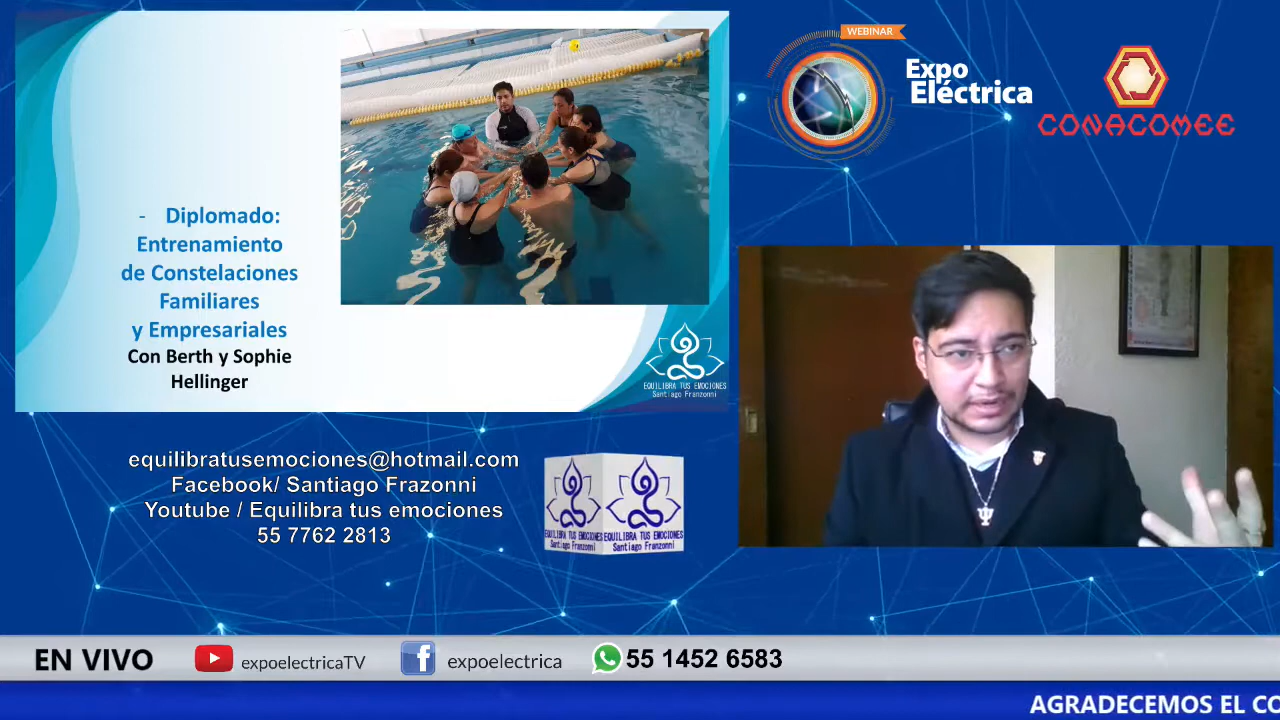 - Diplomado:
Entrenamiento
de Constelaciones
Familiares
y Empresariales
Con Berth y Sophie
Hellinger
EQUILIBRA TUS EMOCIONES
Santiago Franzonni
WEBINAR
Expo
Eléctrica
CONACOMEE
equilibratusemociones@hotmail.com
Facebook/ Santiago Frazonni
Youtube / Equilibra tus emociones
55 7762 2813
EQUILIBRA TUS EMOCIONES
Santiago Franzonni
EQUILIBRA TUS EMOCIONES
Santiago Franzonni
EN VIVO
expoelectricaTV
expoelectrica
55 1452 6583
AGRADECEMOS EL CO